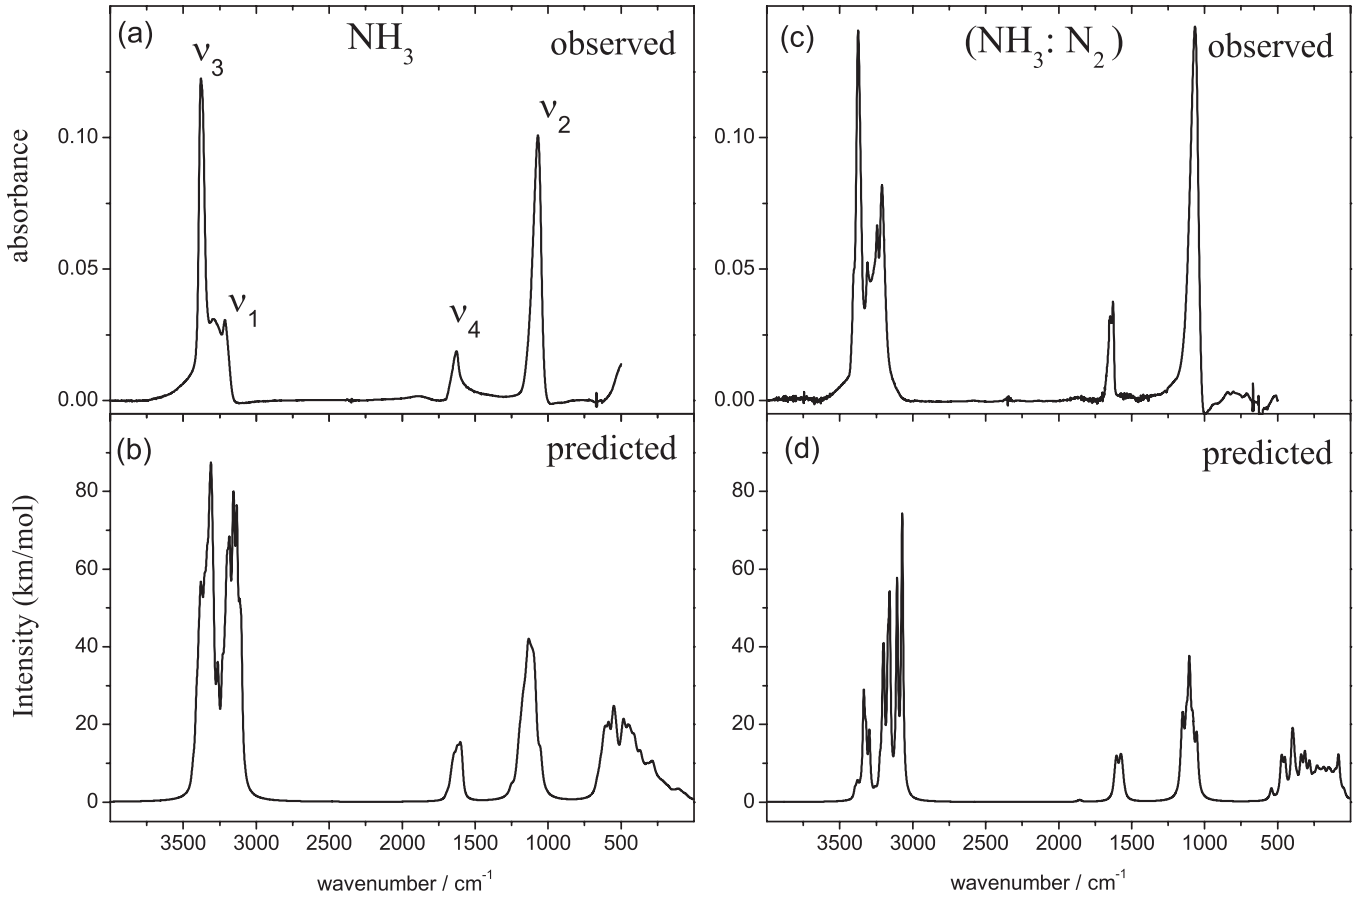 (a) NH3 observed
ν3
ν1
ν4
ν2
absorbance
0.10
0.05
0.00
(c) (NH3: N2) observed
0.10
0.05
0.00
(b) predicted
Intensity (km/mol)
80
60
40
20
0
3500 3000 2500 2000 1500 1000 500
wavenumber / cm-1
(d) predicted
80
60
40
20
0
3500 3000 2500 2000 1500 1000 500
wavenumber / cm-1